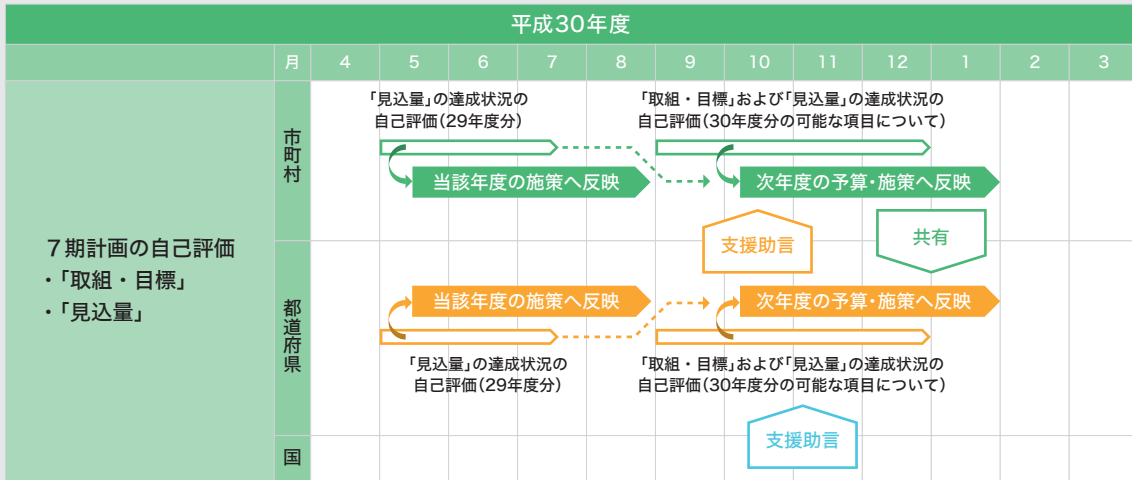 平成30年度
月 4 5 6 7 8 9 10 11 12 1 2 3
7期計画の自己評価
・「取組・目標」
・「見込量」
市町村
「見込量」の達成状況の
自己評価(29年度分)
「取組・目標」および「見込量」の達成状況の
自己評価(30年度分の可能な項目について)
当該年度の施策へ反映
次年度の予算・施策へ反映
支援助言
共有
都道府県
当該年度の施策へ反映
次年度の予算・施策へ反映
「見込量」の達成状況の
自己評価(29年度分)
「取組・目標」および「見込量」の達成状況の
自己評価(30年度分の可能な項目について)
支援助言
国